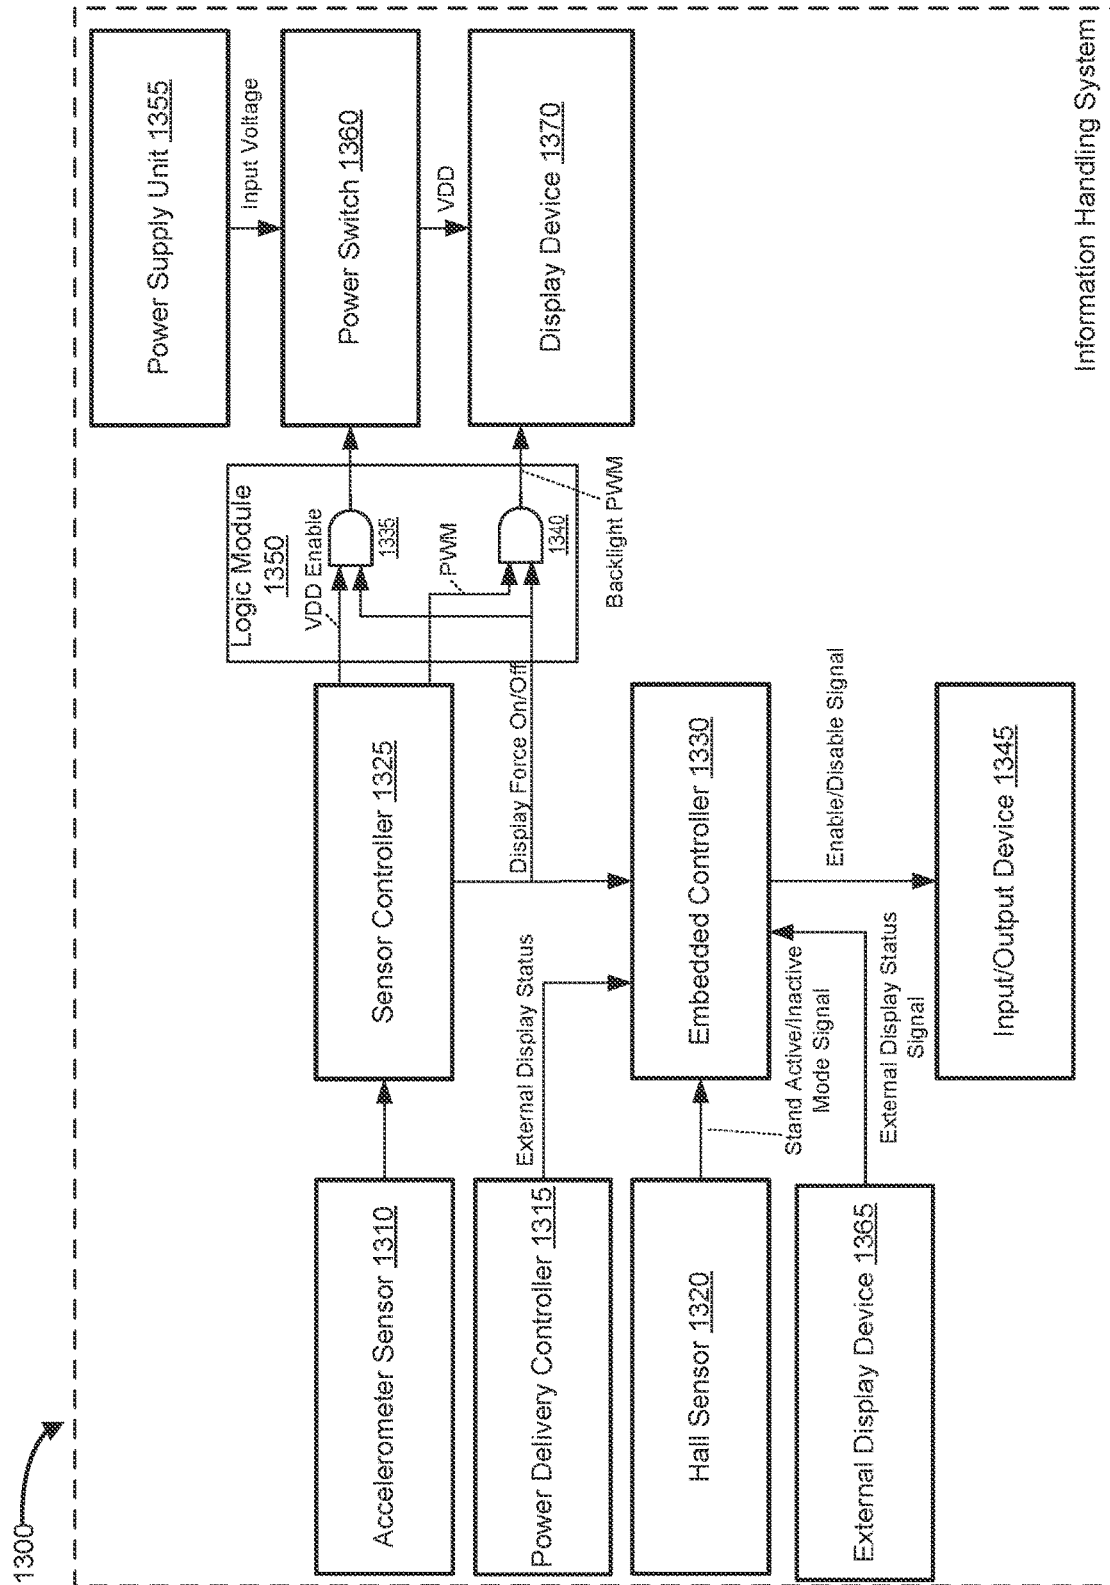 1300
Accelerometer Sensor 1310
Power Delivery Controller 1315
Hall Sensor 1320
External Display Device 1365
External Display Status
Stand Active/Inactive
Mode Signal
External Display Status
Signal
Sensor Controller 1325
Display Force On/Off
Embedded Controller 1330
Enable/Disable Signal
Input/Output Device 1345
Logic Module
1350
VDD Enable
1335
PWM
1340
Backlight PWM
Power Supply Unit 1355
Input Voltage
Power Switch 1360
VDD
Display Device 1370
Information Handling System